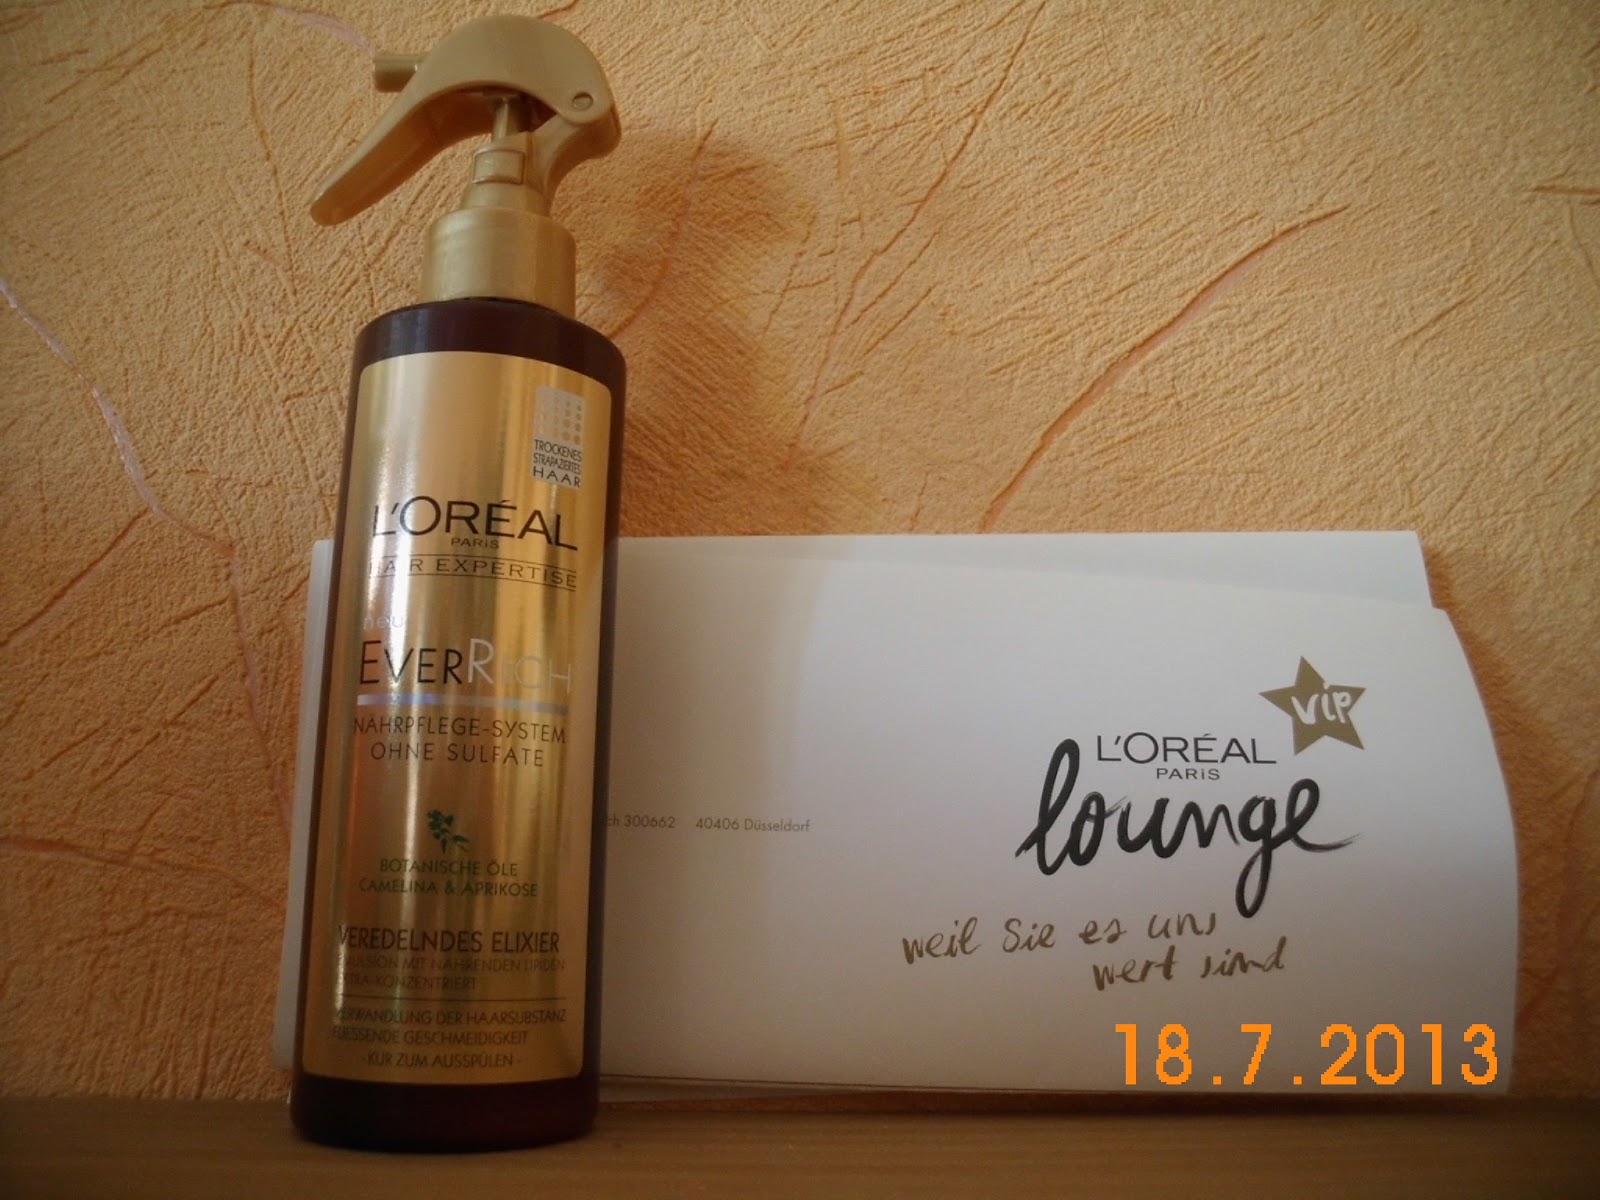 TROCKENES
STRAPAZIERTES
HAAR
L'ORÉAL
PARIS
HAIR EXPERTISE
neu
EVERRICH
NÄHRPFLEGE-SYSTEM
OHNE SULFATE
BOTANISCHE ÖLE
CAMELINA & APRIKOSE
VEREDELNDES ELIXIER
EMULSION MIT NÄHRENDEN LIPIDEN
EXTRA-KONZENTRIERT
VERWANDLUNG DER HAARSUBSTANZ
FLIESSENDE GESCHMEIDIGKEIT
- KUR ZUM AUSSPÜLEN -
ch 300662 40406 Düsseldorf
vip
L'ORÉAL
PARIS
lounge
weil Sie es uns
wert sind
18.7.2013